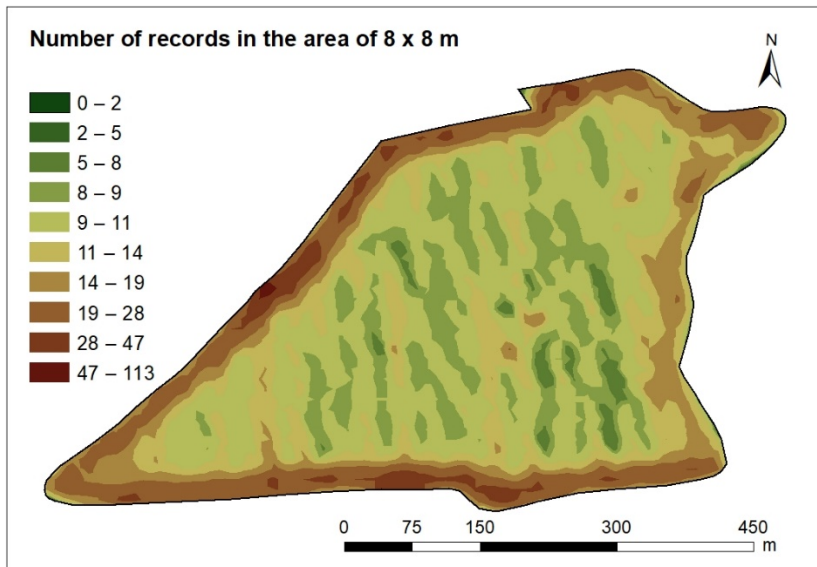 Number of records in the area of 8 x 8 m
N
0 – 2
2 – 5
5 – 8
8 – 9
9 – 11
11 – 14
14 – 19
19 – 28
28 – 47
47 – 113
0 75 150 300 450
m